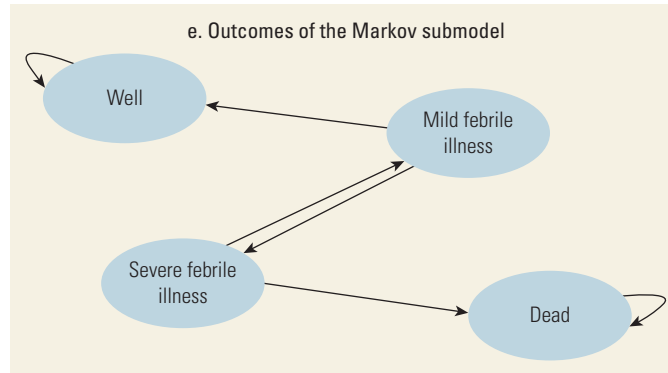 e. Outcomes of the Markov submodel
Well
Mild febrile
illness
Severe febrile
illness
Dead